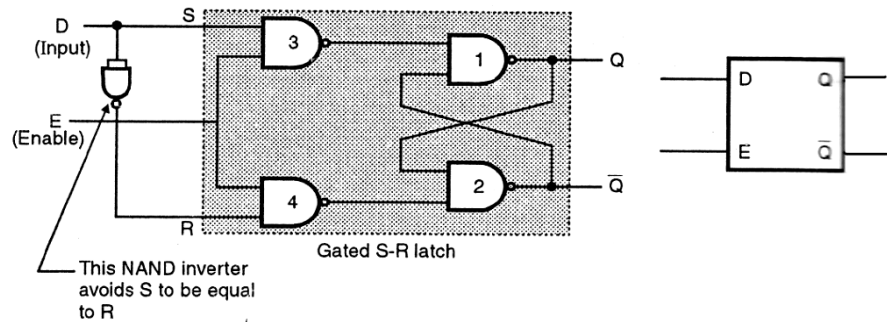 D
(Input)
S
3
1
Q
D
Q
E
(Enable)
E
Q̅
4
2
Q̅
R
Gated S-R latch
This NAND inverter
avoids S to be equal
to R